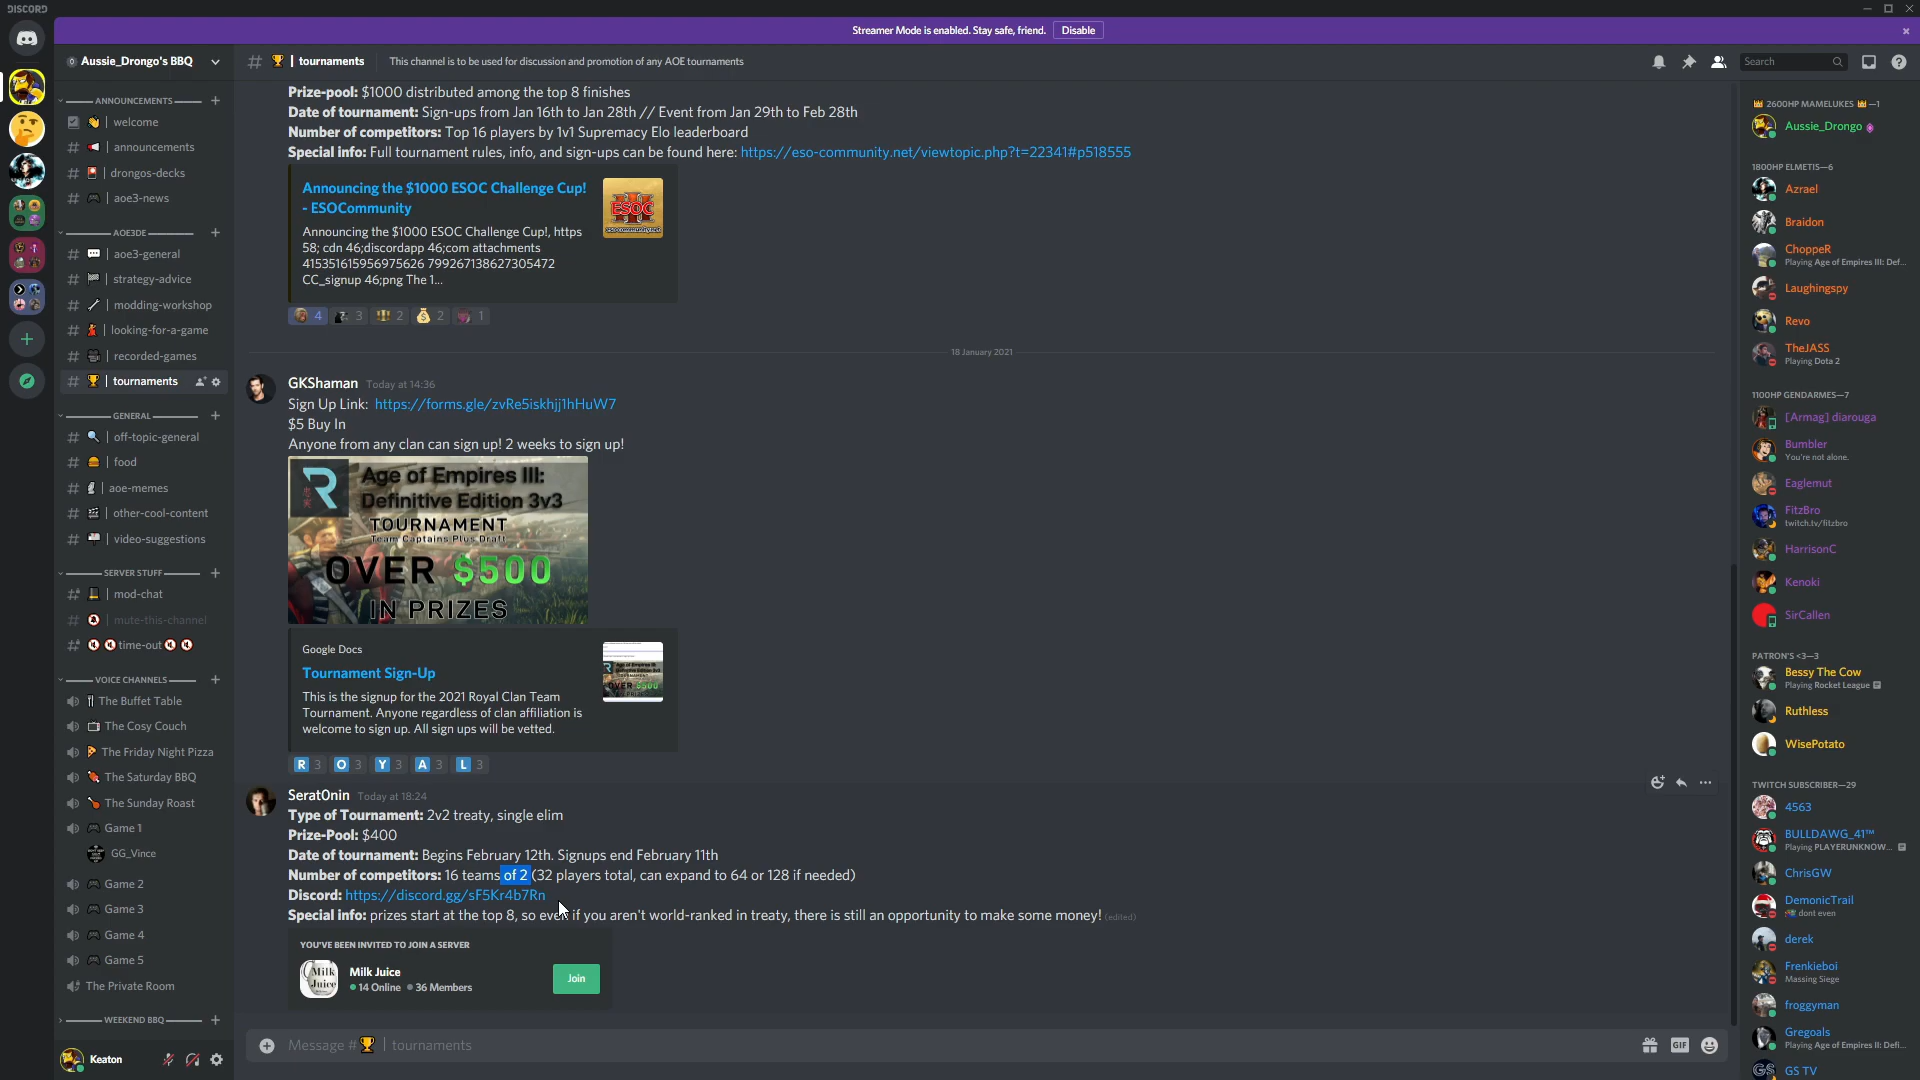 DISCORD
Streamer Mode is enabled. Stay safe, friend. Disable
Aussie_Drongo's BBQ
ANNOUNCEMENTS
welcome
announcements
drongos-decks
aoe3-news
AOE3DE
aoe3-general
strategy-advice
modding-workshop
looking-for-a-game
recorded-games
tournaments
GENERAL
off-topic-general
food
aoe-memes
other-cool-content
video-suggestions
SERVER STUFF
mod-chat
mute-this-channel
time-out
VOICE CHANNELS
The Buffet Table
The Cosy Couch
The Friday Night Pizza
The Saturday BBQ
The Sunday Roast
Game 1
GG_Vince
Game 2
Game 3
Game 4
Game 5
The Private Room
WEEKEND BBQ
Keaton
# | tournaments This channel is to be used for discussion and promotion of any AOE tournaments
Search
Prize-pool: $1000 distributed among the top 8 finishes
Date of tournament: Sign-ups from Jan 16th to Jan 28th // Event from Jan 29th to Feb 28th
Number of competitors: Top 16 players by 1v1 Supremacy Elo leaderboard
Special info: Full tournament rules, info, and sign-ups can be found here: https://eso-community.net/viewtopic.php?t=22341#p518555
Announcing the $1000 ESOC Challenge Cup!
- ESOCommunity
Announcing the $1000 ESOC Challenge Cup!, https
58; cdn 46;discordapp 46;com attachments
415351615956975626 799267138627305472
CC_signup 46;png The 1...
ESOC
4 3 2 2 1
18 January 2021
GKShaman Today at 14:36
Sign Up Link: https://forms.gle/zvRe5iskhjj1hHuW7
$5 Buy In
Anyone from any clan can sign up! 2 weeks to sign up!
R Age of Empires III:
Definitive Edition 3v3
TOURNAMENT
Team Captains Plus Draft
OVER $500
IN PRIZES
Google Docs
Tournament Sign-Up
This is the signup for the 2021 Royal Clan Team
Tournament. Anyone regardless of clan affiliation is
welcome to sign up. All sign ups will be vetted.
R 3 O 3 Y 3 A 3 L 3
Serat0nin Today at 18:24
Type of Tournament: 2v2 treaty, single elim
Prize-Pool: $400
Date of tournament: Begins February 12th. Signups end February 11th
Number of competitors: 16 teams of 2 (32 players total, can expand to 64 or 128 if needed)
Discord: https://discord.gg/sF5Kr4b7Rn
Special info: prizes start at the top 8, so even if you aren't world-ranked in treaty, there is still an opportunity to make some money! (edited)
YOU'VE BEEN INVITED TO JOIN A SERVER
Milk Juice
Milk Juice
14 Online 36 Members
Join
Message # | tournaments
GIF
2600HP MAMELUKES —1
Aussie_Drongo
1800HP ELMETIS—6
Azrael
Braidon
ChoppeR
Playing Age of Empires III: Def...
Laughingspy
Revo
TheJASS
Playing Dota 2
1100HP GENDARMES—7
[Armag] diarouga
Bumbler
You're not alone.
Eaglemut
FitzBro
twitch.tv/fitzbro
HarrisonC
Kenoki
SirCallen
PATRON'S <3—3
Bessy The Cow
Playing Rocket League
Ruthless
WisePotato
TWITCH SUBSCRIBER—29
4563
BULLDAWG_41™
Playing PLAYERUNKNOW...
ChrisGW
DemonicTrail
dont even
derek
Frenkieboi
Massing Siege
froggyman
Gregoals
Playing Age of Empires II: Defi...
GS TV